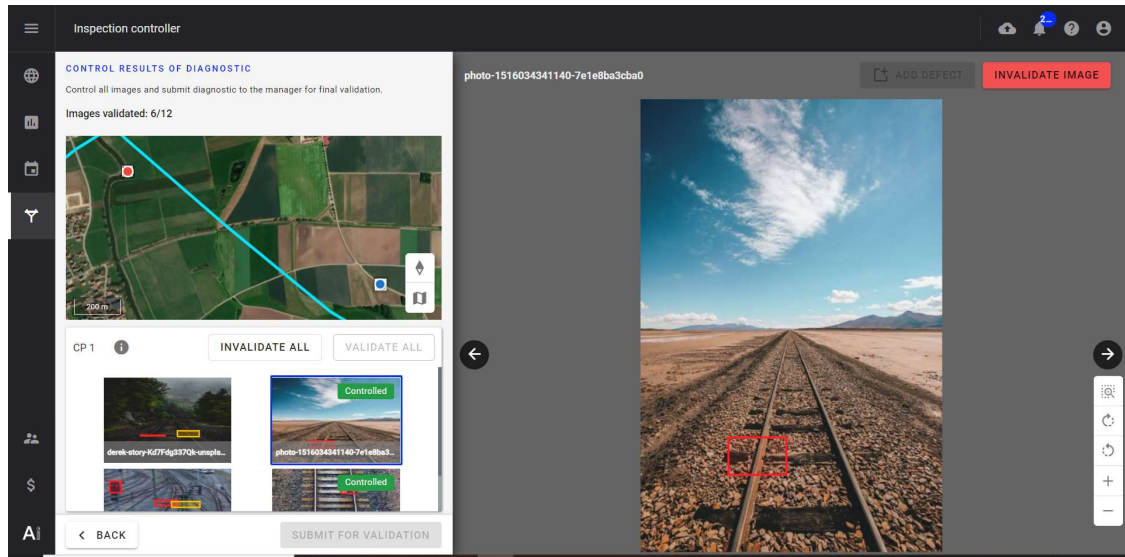 Inspection controller
2...
CONTROL RESULTS OF DIAGNOSTIC
Control all images and submit diagnostic to the manager for final validation.
Images validated: 6/12
200 m
CP 1
INVALIDATE ALL
VALIDATE ALL
derek-story-Kd7Fdg337Qk-unspla...
Controlled
photo-1516034341140-7e1e8ba3...
Controlled
BACK
SUBMIT FOR VALIDATION
photo-1516034341140-7e1e8ba3cba0
ADD DEFECT
INVALIDATE IMAGE